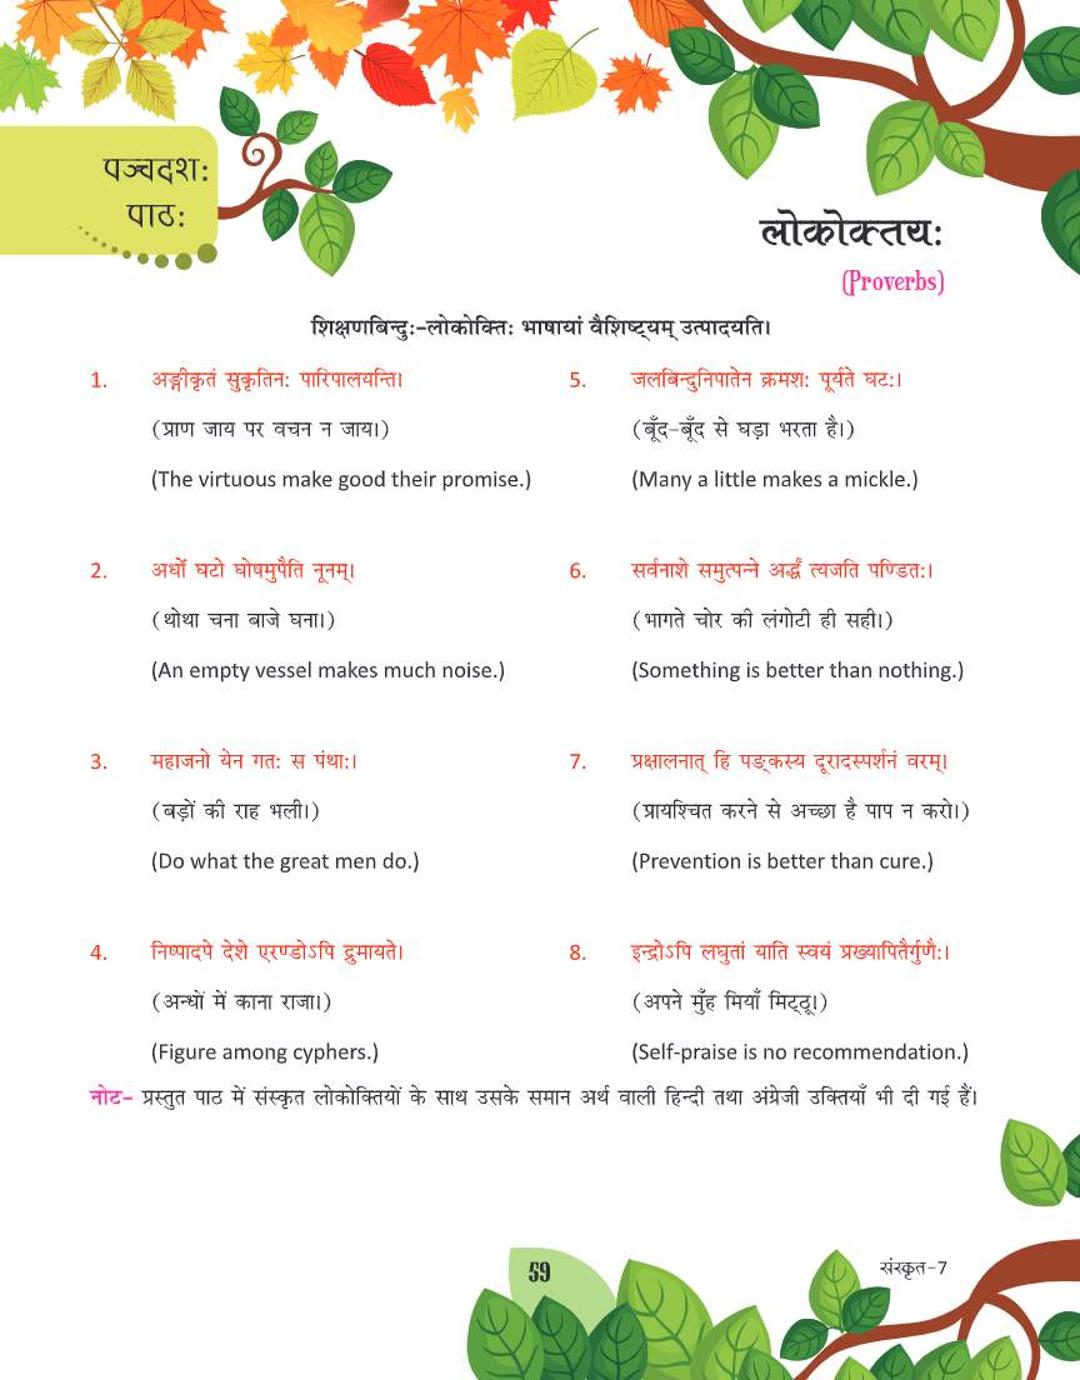 पञ्चदशः
पाठः
लोकोक्तयः
(Proverbs)
शिक्षणबिन्दुः-लोकोक्तिः भाषायां वैशिष्ट्यम् उत्पादयति।
1. अङ्गीकृतं सुकृतिनः पारिपालयन्ति।
(प्राण जाय पर वचन न जाय।)
(The virtuous make good their promise.)
2. अर्धो घटो घोषमुपैति नूनम्।
(थोथा चना बाजे घना।)
(An empty vessel makes much noise.)
3. महाजनो येन गतः स पंथाः।
(बड़ों की राह भली।)
(Do what the great men do.)
4. निष्पादपे देशे एरण्डोऽपि द्रुमायते।
(अन्धों में काना राजा।)
(Figure among cyphers.)
5. जलबिन्दुनिपातेन क्रमशः पूर्यते घटः।
(बूँद-बूँद से घड़ा भरता है।)
(Many a little makes a mickle.)
6. सर्वनाशे समुत्पन्ने अर्द्धं त्यजति पण्डितः।
(भागते चोर की लंगोटी ही सही।)
(Something is better than nothing.)
7. प्रक्षालनात् हि पङ्कस्य दूरादस्पर्शनं वरम्।
(प्रायश्चित करने से अच्छा है पाप न करो।)
(Prevention is better than cure.)
8. इन्द्रोऽपि लघुतां याति स्वयं प्रख्यापितैर्गुणैः।
(अपने मुँह मियाँ मिट्ठू।)
(Self-praise is no recommendation.)
नोट- प्रस्तुत पाठ में संस्कृत लोकोक्तियों के साथ उसके समान अर्थ वाली हिन्दी तथा अंग्रेजी उक्तियाँ भी दी गई हैं।
59
संस्कृत-7